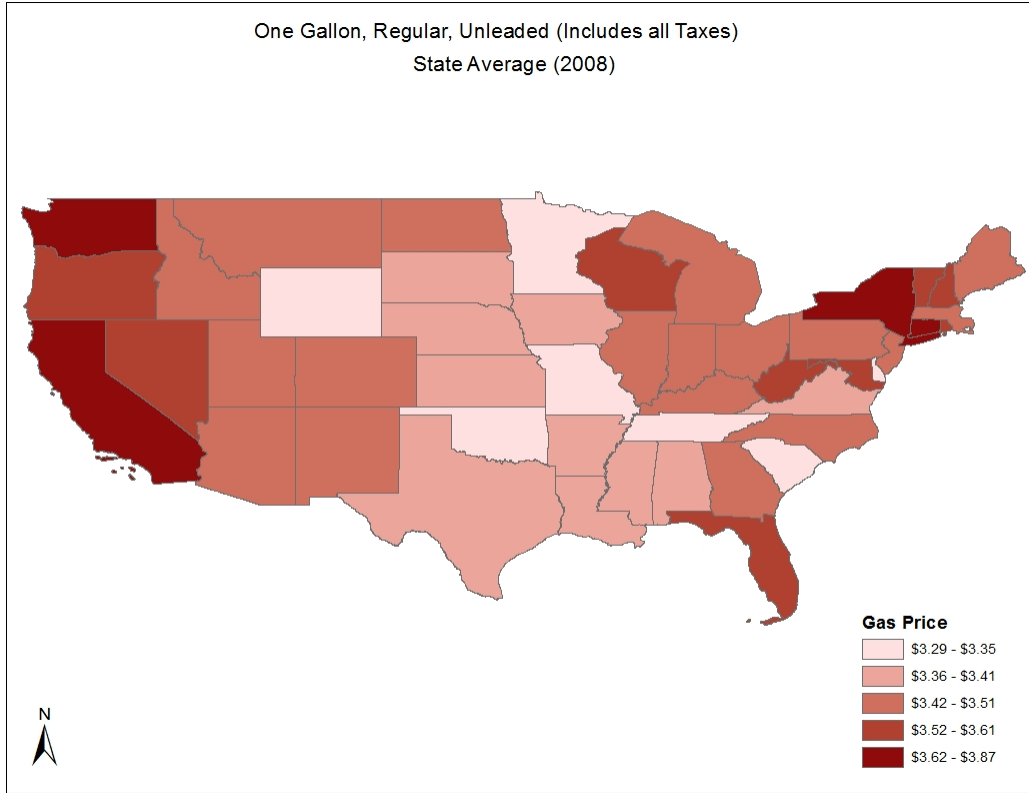 One Gallon, Regular, Unleaded (Includes all Taxes)
State Average (2008)
Gas Price
$3.29 - $3.35
$3.36 - $3.41
$3.42 - $3.51
$3.52 - $3.61
$3.62 - $3.87
N